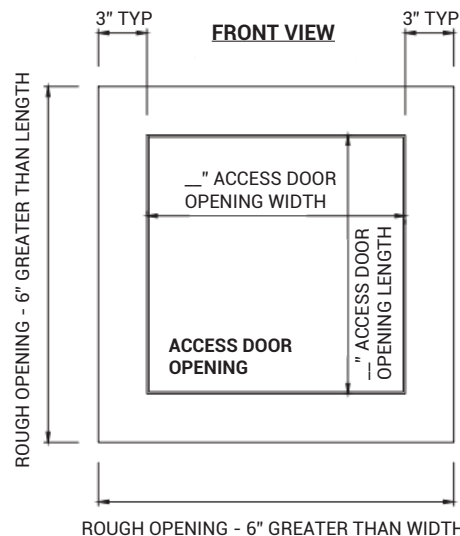 3" TYP
3" TYP
FRONT VIEW
ROUGH OPENING - 6" GREATER THAN LENGTH
__" ACCESS DOOR
OPENING WIDTH
__" ACCESS DOOR
OPENING LENGTH
ACCESS DOOR
OPENING
ROUGH OPENING - 6" GREATER THAN WIDTH